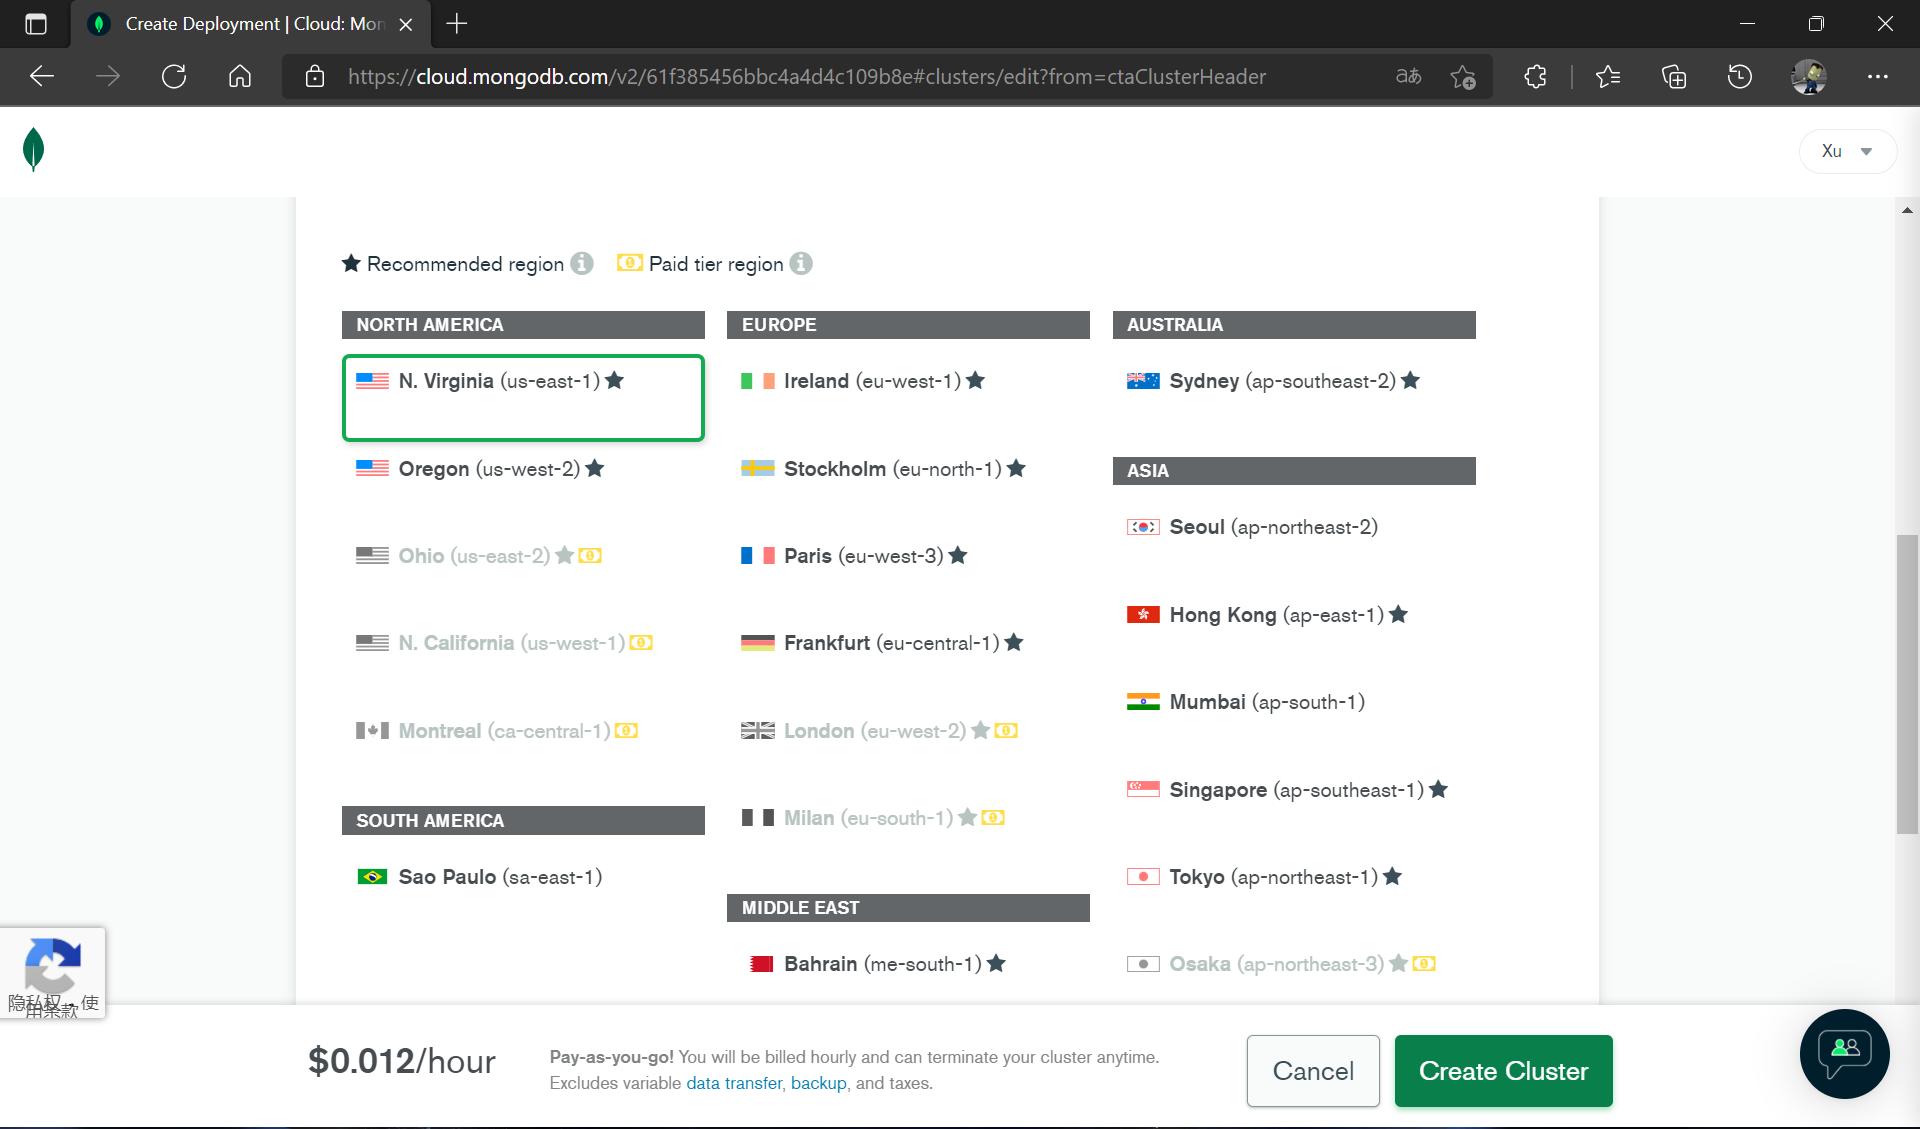 Create Deployment | Cloud: Mon
https://cloud.mongodb.com/v2/61f385456bbc4a4d4c109b8e#clusters/edit?from=ctaClusterHeader
aあ
Xu
Recommended region
Paid tier region
NORTH AMERICA
N. Virginia (us-east-1)
Oregon (us-west-2)
Ohio (us-east-2)
N. California (us-west-1)
Montreal (ca-central-1)
SOUTH AMERICA
Sao Paulo (sa-east-1)
EUROPE
Ireland (eu-west-1)
Stockholm (eu-north-1)
Paris (eu-west-3)
Frankfurt (eu-central-1)
London (eu-west-2)
Milan (eu-south-1)
MIDDLE EAST
Bahrain (me-south-1)
AUSTRALIA
Sydney (ap-southeast-2)
ASIA
Seoul (ap-northeast-2)
Hong Kong (ap-east-1)
Mumbai (ap-south-1)
Singapore (ap-southeast-1)
Tokyo (ap-northeast-1)
Osaka (ap-northeast-3)
隐私权 - 使
用条款
$0.012/hour
Pay-as-you-go! You will be billed hourly and can terminate your cluster anytime.
Excludes variable data transfer, backup, and taxes.
Cancel
Create Cluster